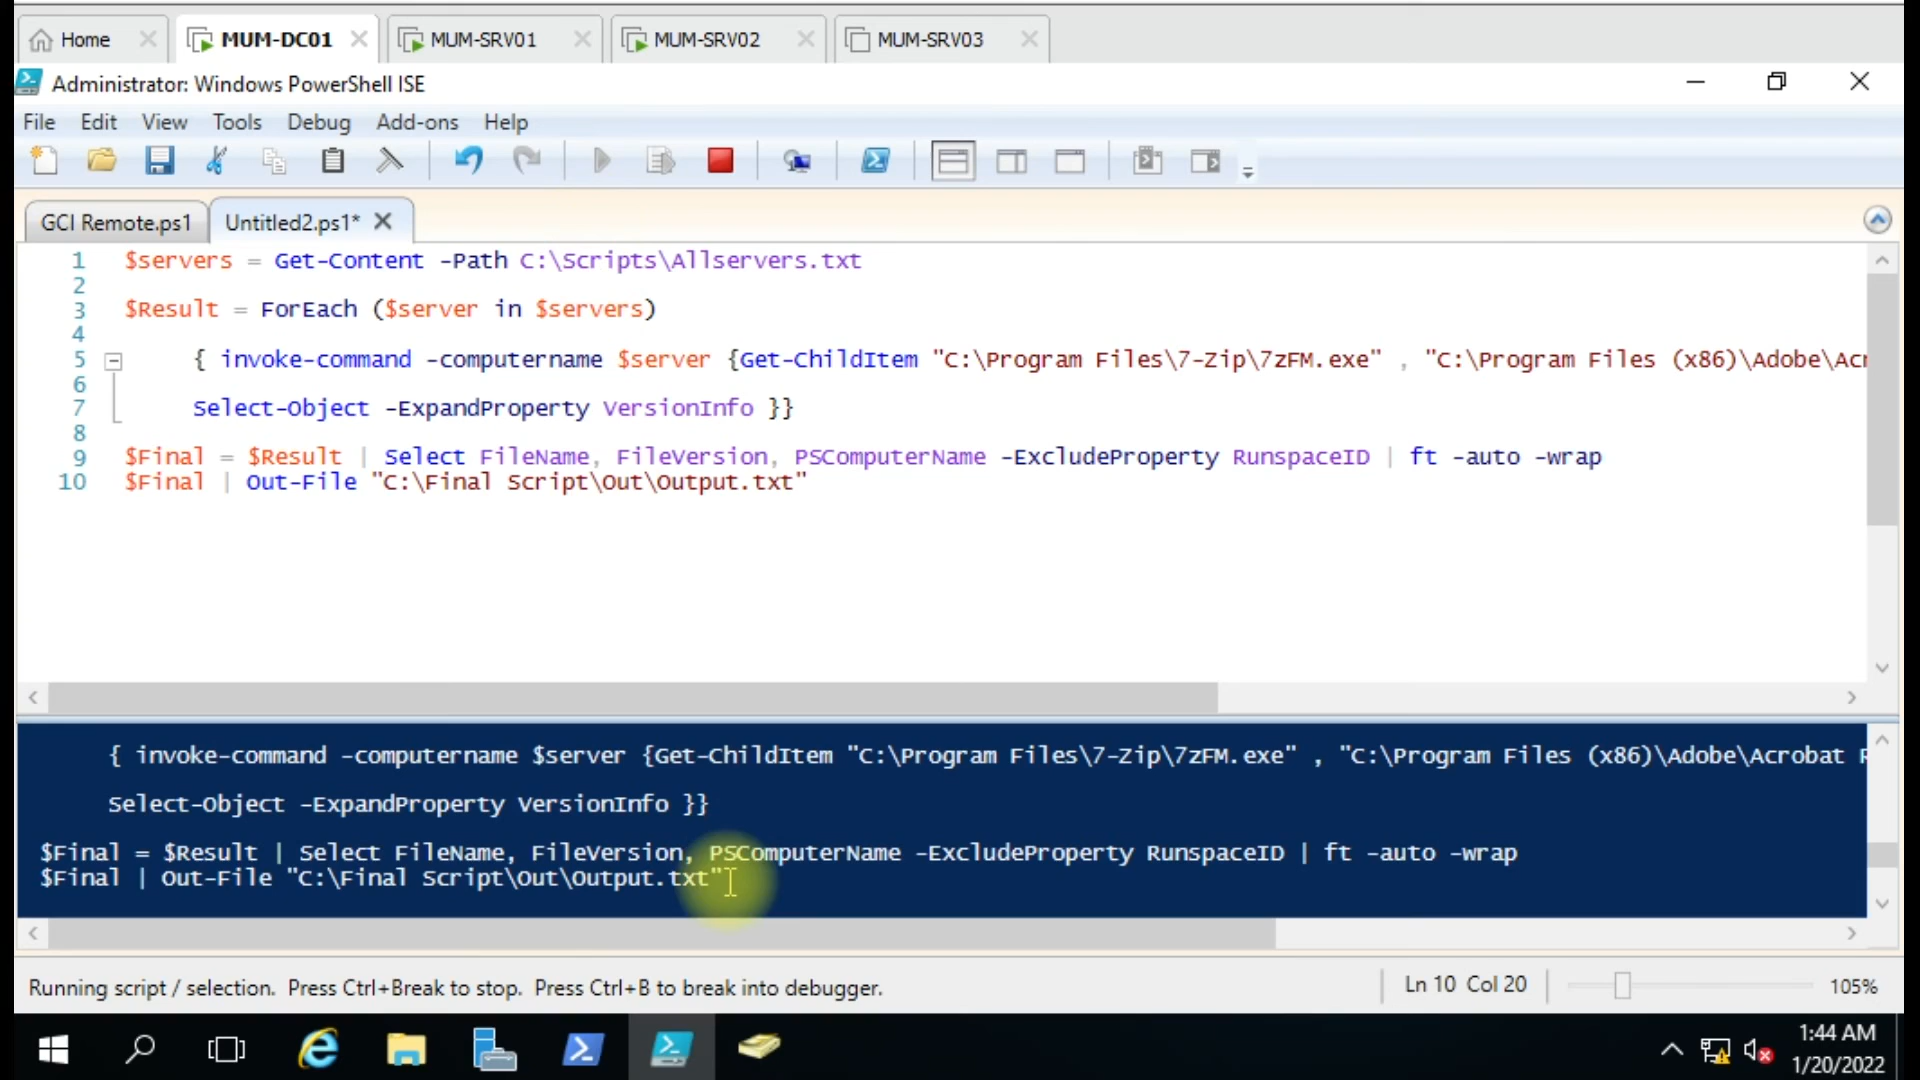 Home
MUM-DC01
MUM-SRV01
MUM-SRV02
MUM-SRV03
Administrator: Windows PowerShell ISE
File Edit View Tools Debug Add-ons Help
GCI Remote.ps1
Untitled2.ps1*
1 $servers = Get-Content -Path C:\Scripts\Allservers.txt
2
3 $Result = ForEach ($server in $servers)
4
5 { invoke-command -computername $server {Get-ChildItem "C:\Program Files\7-Zip\7zFM.exe" , "C:\Program Files (x86)\Adobe\Acr
6
7 Select-Object -ExpandProperty VersionInfo }}
8
9 $Final = $Result | Select FileName, FileVersion, PSComputerName -ExcludeProperty RunspaceID | ft -auto -wrap
10 $Final | Out-File "C:\Final Script\Out\Output.txt"
{ invoke-command -computername $server {Get-ChildItem "C:\Program Files\7-Zip\7zFM.exe" , "C:\Program Files (x86)\Adobe\Acrobat R
Select-Object -ExpandProperty VersionInfo }}
$Final = $Result | Select FileName, FileVersion, PSComputerName -ExcludeProperty RunspaceID | ft -auto -wrap
$Final | Out-File "C:\Final Script\Out\Output.txt"
Running script / selection. Press Ctrl+Break to stop. Press Ctrl+B to break into debugger.
Ln 10 Col 20
105%
1:44 AM
1/20/2022